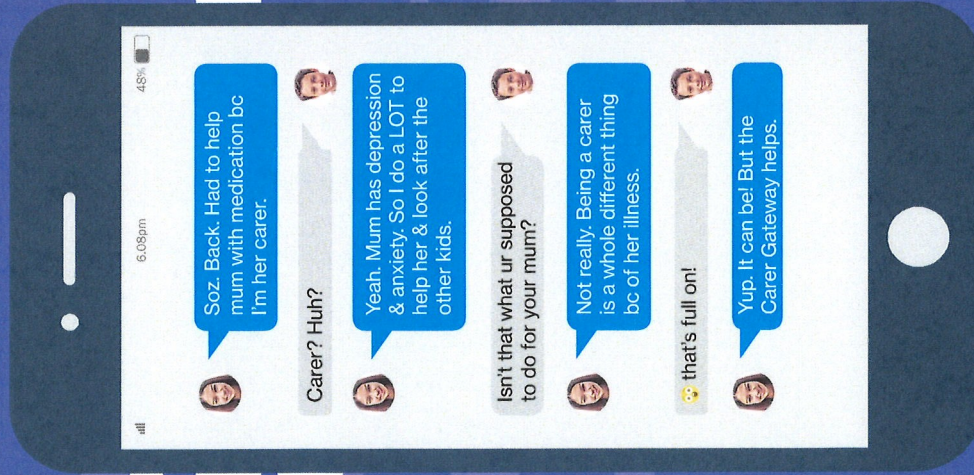 6.08pm
48%
Soz. Back. Had to help
mum with medication bc
I'm her carer.
Carer? Huh?
Yeah. Mum has depression
& anxiety. So I do a LOT to
help her & look after the
other kids.
Isn't that what ur supposed
to do for your mum?
Not really. Being a carer
is a whole different thing
bc of her illness.
🤯 that's full on!
Yup. It can be! But the
Carer Gateway helps.